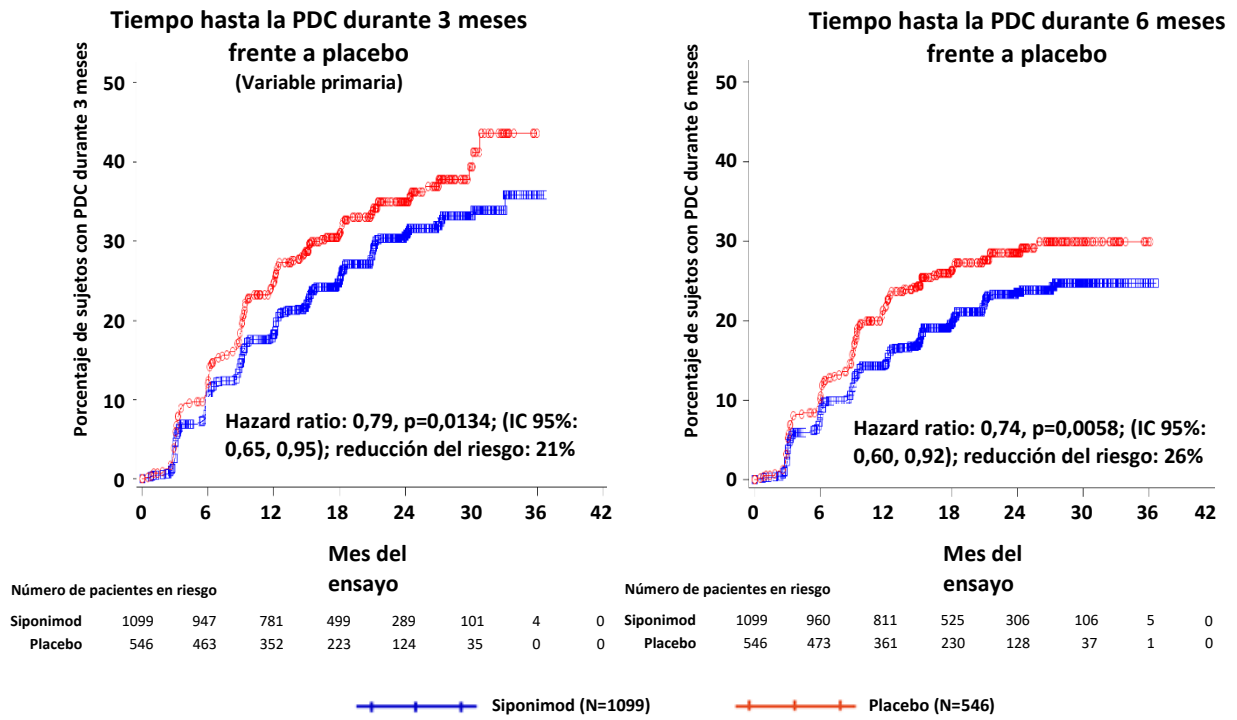 Tiempo hasta la PDC durante 3 meses
frente a placebo
(Variable primaria)
Porcentaje de sujetos con PDC durante 3 meses
50
40
30
20
10
0
Hazard ratio: 0,79, p=0,0134; (IC 95%:
0,65, 0,95); reducción del riesgo: 21%
0 6 12 18 24 30 36 42
Mes del
ensayo
Número de pacientes en riesgo
Siponimod 1099 947 781 499 289 101 4 0
Placebo 546 463 352 223 124 35 0 0
Tiempo hasta la PDC durante 6 meses
frente a placebo
Porcentaje de sujetos con PDC durante 6 meses
50
40
30
20
10
0
Hazard ratio: 0,74, p=0,0058; (IC 95%:
0,60, 0,92); reducción del riesgo: 26%
0 6 12 18 24 30 36 42
Mes del
ensayo
Número de pacientes en riesgo
Siponimod 1099 960 811 525 306 106 5 0
Placebo 546 473 361 230 128 37 1 0
Siponimod (N=1099)
Placebo (N=546)